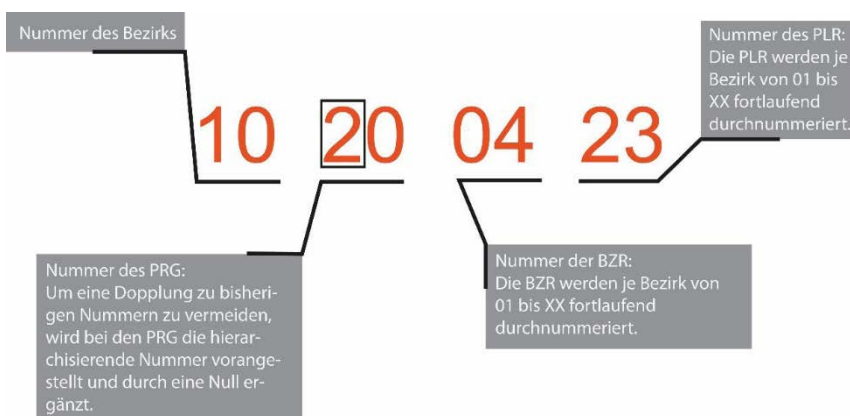 Nummer des Bezirks
Nummer des PLR:
Die PLR werden je
Bezirk von 01 bis
XX fortlaufend
durchnummeriert.
10 20 04 23
Nummer des PRG:
Um eine Dopplung zu bisheri-
gen Nummern zu vermeiden,
wird bei den PRG die hierar-
chisierende Nummer vorange-
stellt und durch eine Null er-
gänzt.
Nummer der BZR:
Die BZR werden je Bezirk von
01 bis XX fortlaufend
durchnummeriert.